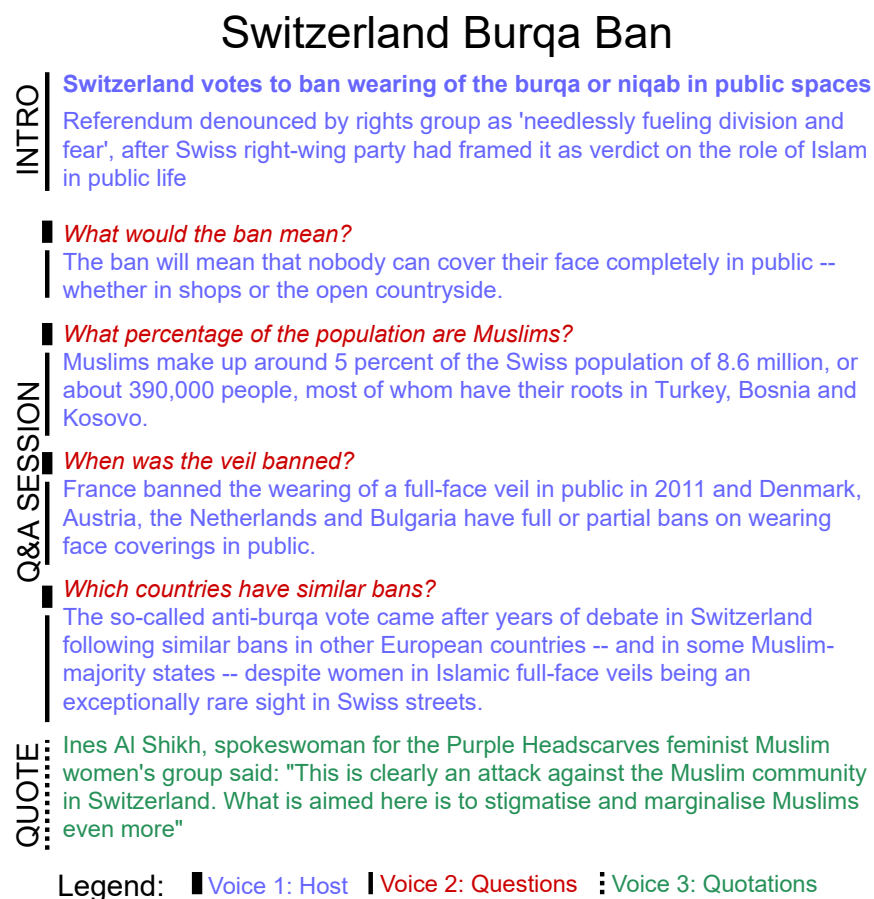 Switzerland Burqa Ban
INTRO
Switzerland votes to ban wearing of the burqa or niqab in public spaces
Referendum denounced by rights group as 'needlessly fueling division and
fear', after Swiss right-wing party had framed it as verdict on the role of Islam
in public life
Q&A SESSION
What would the ban mean?
The ban will mean that nobody can cover their face completely in public --
whether in shops or the open countryside.
What percentage of the population are Muslims?
Muslims make up around 5 percent of the Swiss population of 8.6 million, or
about 390,000 people, most of whom have their roots in Turkey, Bosnia and
Kosovo.
When was the veil banned?
France banned the wearing of a full-face veil in public in 2011 and Denmark,
Austria, the Netherlands and Bulgaria have full or partial bans on wearing
face coverings in public.
Which countries have similar bans?
The so-called anti-burqa vote came after years of debate in Switzerland
following similar bans in other European countries -- and in some Muslim-
majority states -- despite women in Islamic full-face veils being an
exceptionally rare sight in Swiss streets.
QUOTE
Ines Al Shikh, spokeswoman for the Purple Headscarves feminist Muslim
women's group said: "This is clearly an attack against the Muslim community
in Switzerland. What is aimed here is to stigmatise and marginalise Muslims
even more"
Legend: Voice 1: Host Voice 2: Questions Voice 3: Quotations